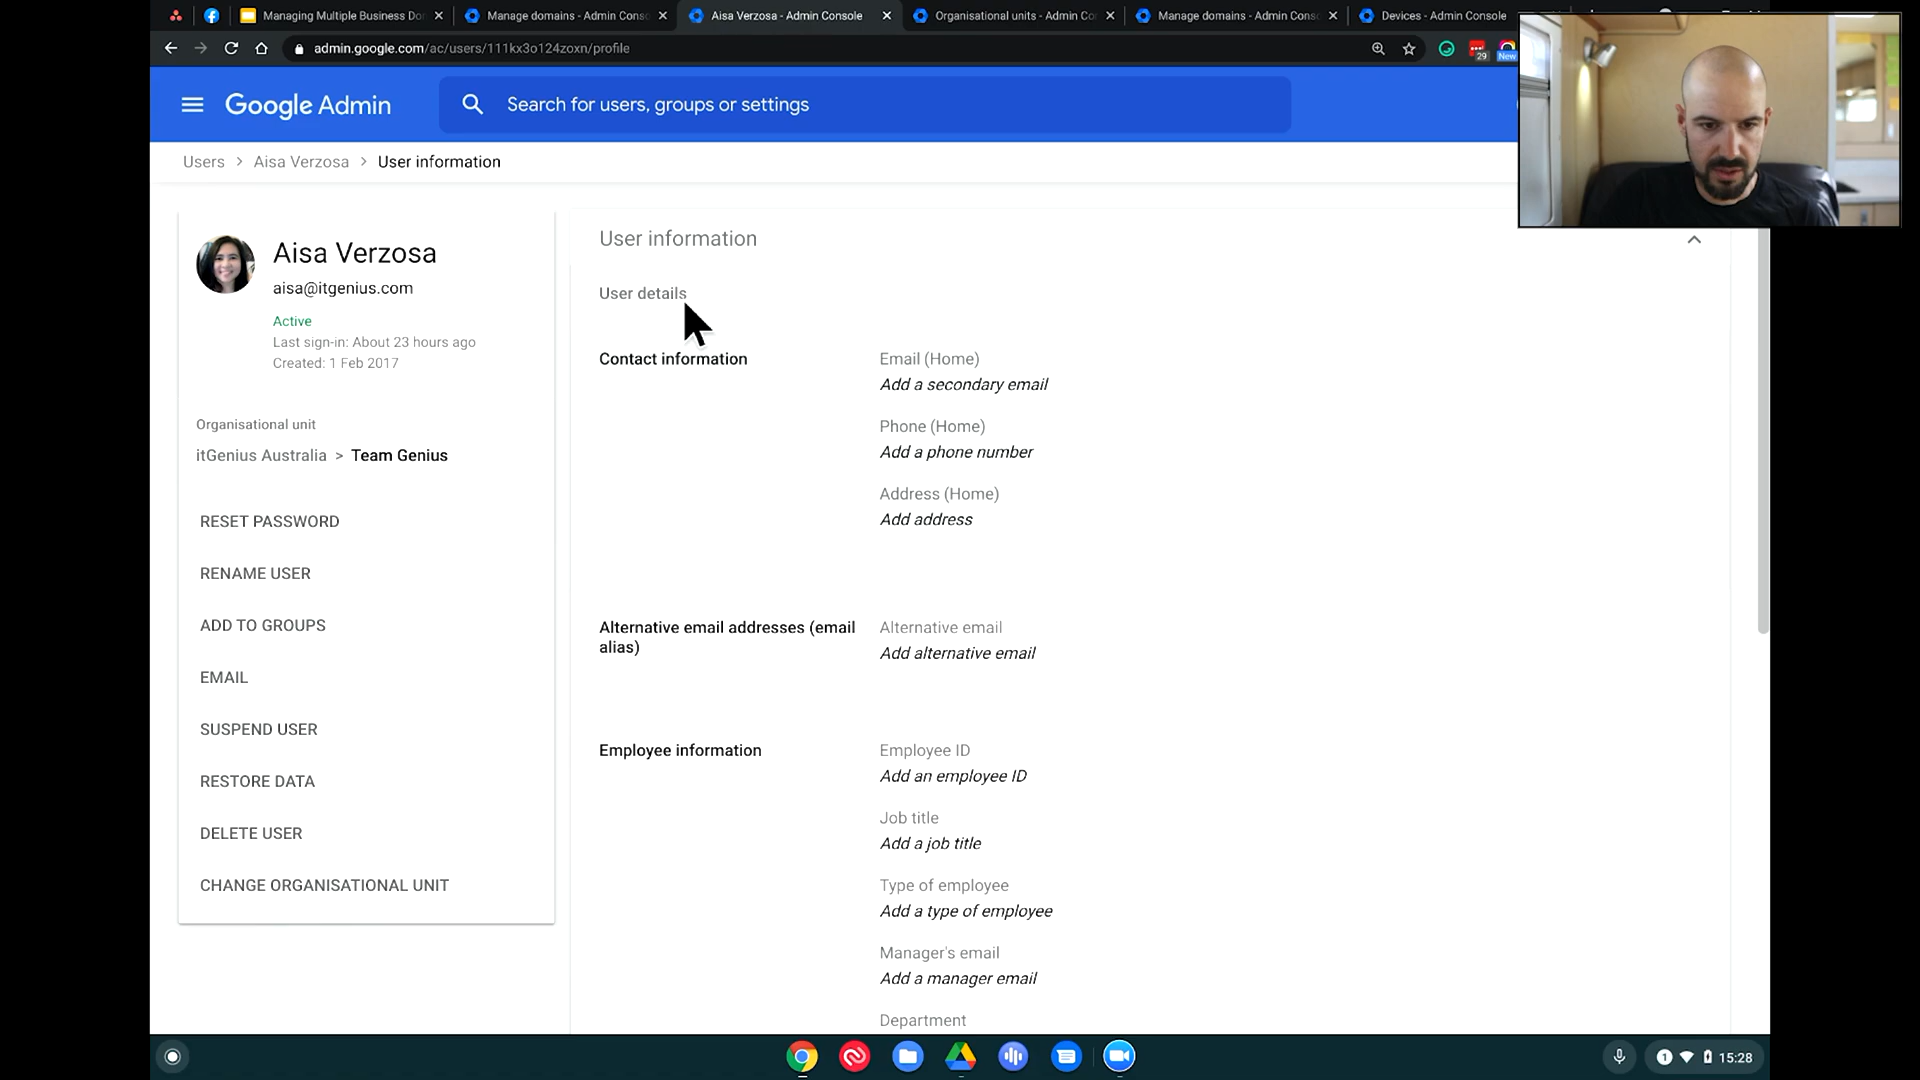 Managing Multiple Business Do
Manage domains - Admin Conso
Aisa Verzosa - Admin Console
Organisational units - Admin Co
Manage domains - Admin Conso
Devices - Admin Console
admin.google.com/ac/users/111kx3o124zoxn/profile
29
New
Google Admin
Search for users, groups or settings
Users > Aisa Verzosa > User information
Aisa Verzosa
aisa@itgenius.com
Active
Last sign-in: About 23 hours ago
Created: 1 Feb 2017
Organisational unit
itGenius Australia > Team Genius
RESET PASSWORD
RENAME USER
ADD TO GROUPS
EMAIL
SUSPEND USER
RESTORE DATA
DELETE USER
CHANGE ORGANISATIONAL UNIT
User information
User details
Contact information
Email (Home)
Add a secondary email
Phone (Home)
Add a phone number
Address (Home)
Add address
Alternative email addresses (email
alias)
Alternative email
Add alternative email
Employee information
Employee ID
Add an employee ID
Job title
Add a job title
Type of employee
Add a type of employee
Manager's email
Add a manager email
Department
1
15:28